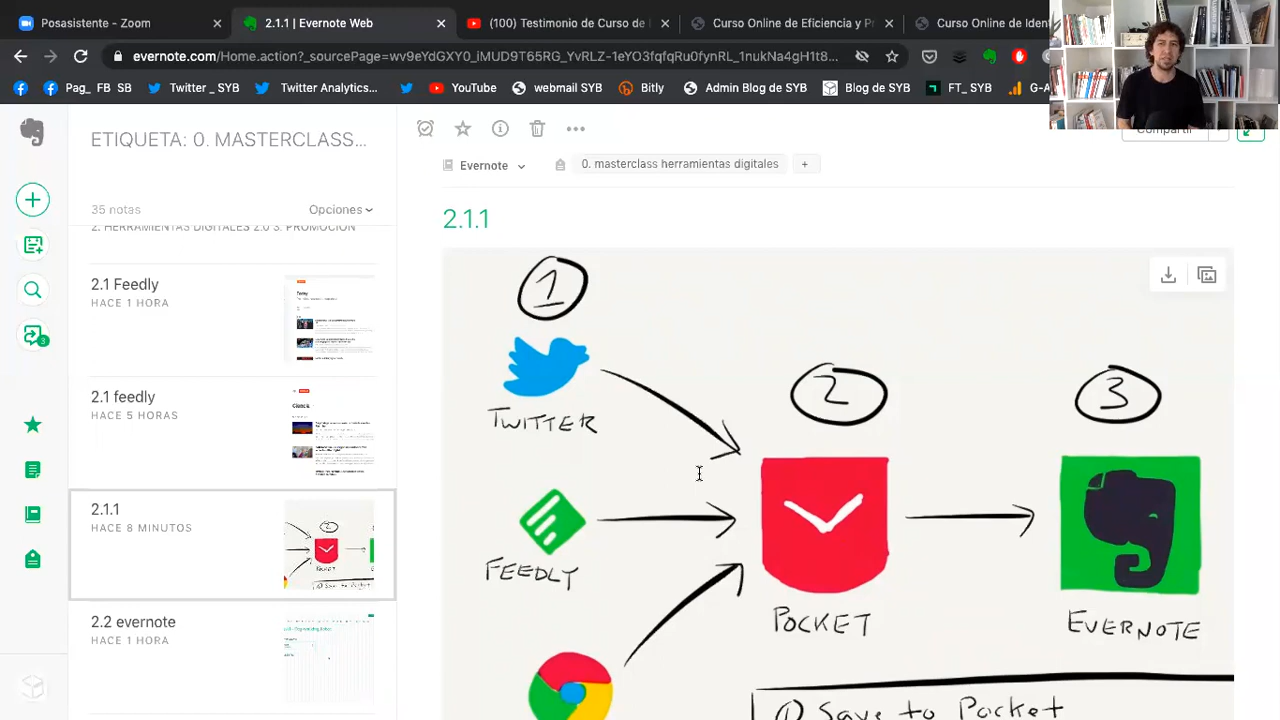 Posasistente - Zoom
2.1.1 | Evernote Web
(100) Testimonio de Curso de
Curso Online de Eficiencia y Pr
Curso Online de Iden
evernote.com/Home.action?_sourcePage=
Pag_ FB SB
Twitter _ SYB
Twitter Analytics...
YouTube
webmail SYB
Bitly
Admin Blog de SYB
Blog de SYB
FT_ SYB
G-A
ETIQUETA: 0. MASTERCLASS...
Compartir
Evernote
0. masterclass herramientas digitales
+
35 notas
Opciones
2. HERRAMIENTAS DIGITALES 2.0 3. PROMOCIÓN
2.1.1
2.1 Feedly
HACE 1 HORA
2.1 feedly
HACE 5 HORAS
2.1.1
HACE 8 MINUTOS
2.2 evernote
HACE 1 HORA
3
1
TWITTER
FEEDLY
2
POCKET
3
EVERNOTE
① Save to Pocket